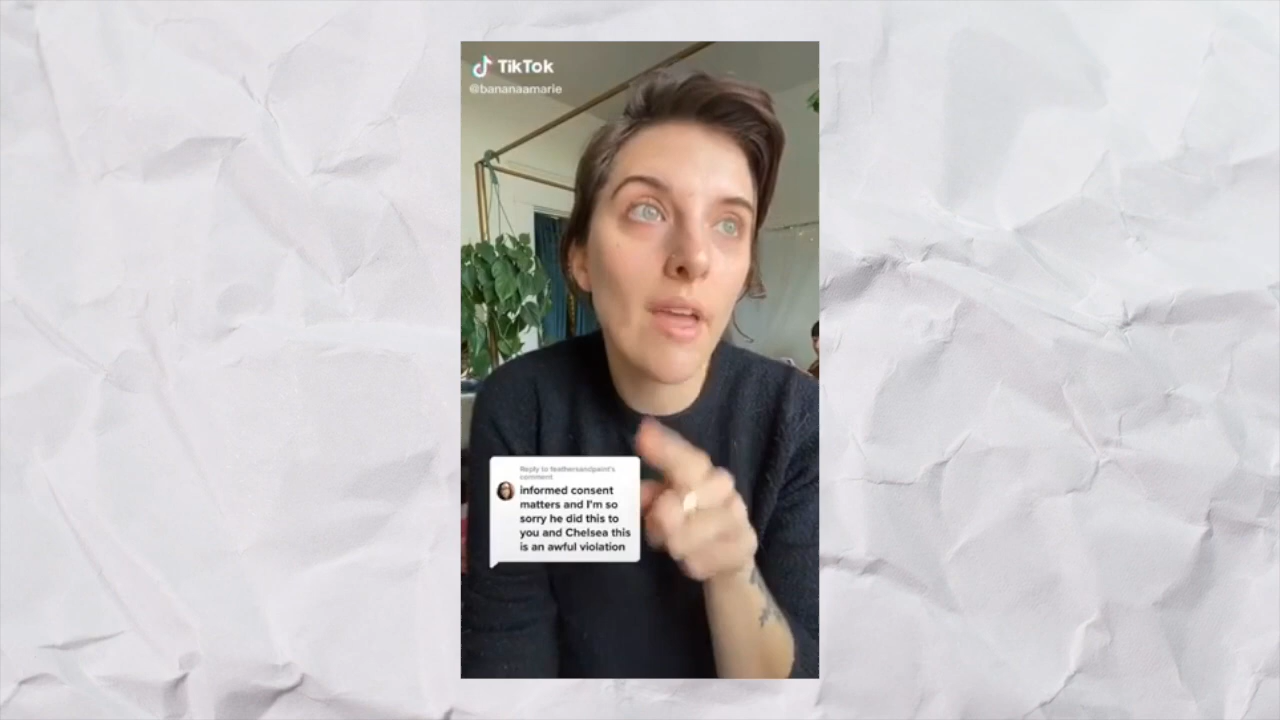 TikTok
@bananaamarie
Reply to feathersandpaint's
comment
informed consent
matters and I'm so
sorry he did this to
you and Chelsea this
is an awful violation